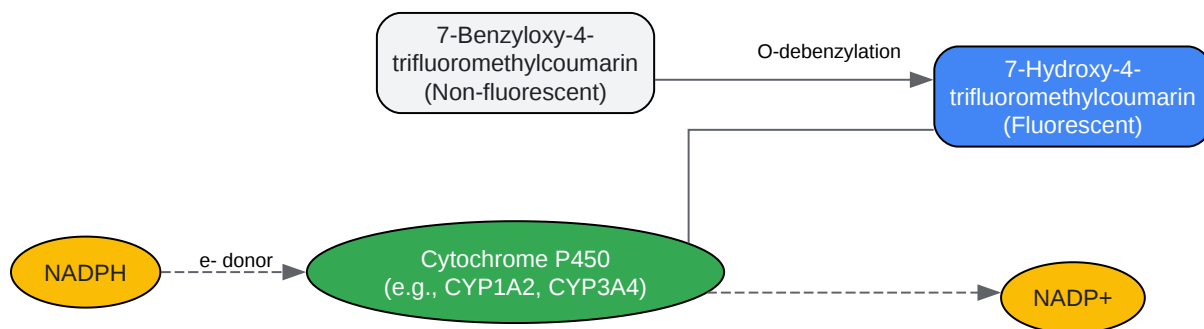 7-Benzyloxy-4-
trifluoromethylcoumarin
(Non-fluorescent)
O-debenzylation
7-Hydroxy-4-
trifluoromethylcoumarin
(Fluorescent)
NADPH
e- donor
Cytochrome P450
(e.g., CYP1A2, CYP3A4)
NADP+